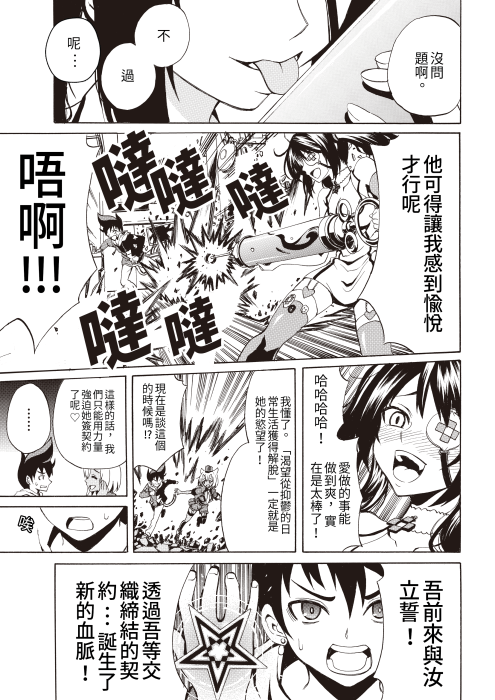 沒問
題啊。
不
過
呢…
他可得讓我感到愉悅
才行呢
噠
噠
噠
噠
噠
唔啊!!!
哈哈哈哈！
愛做的事能
做到爽，實
在是太棒了！
我懂了。「渴望從抑鬱的日
常生活獲得解脫」一定就是
她的慾望了！
現在是談這個
的時候嗎!?
這樣的話，我
們只能用力量
強迫她簽契約
了呢♡
……
唉
吾前來與汝
立誓！
透過吾等交
織締結的契
約…誕生了
新的血脈！